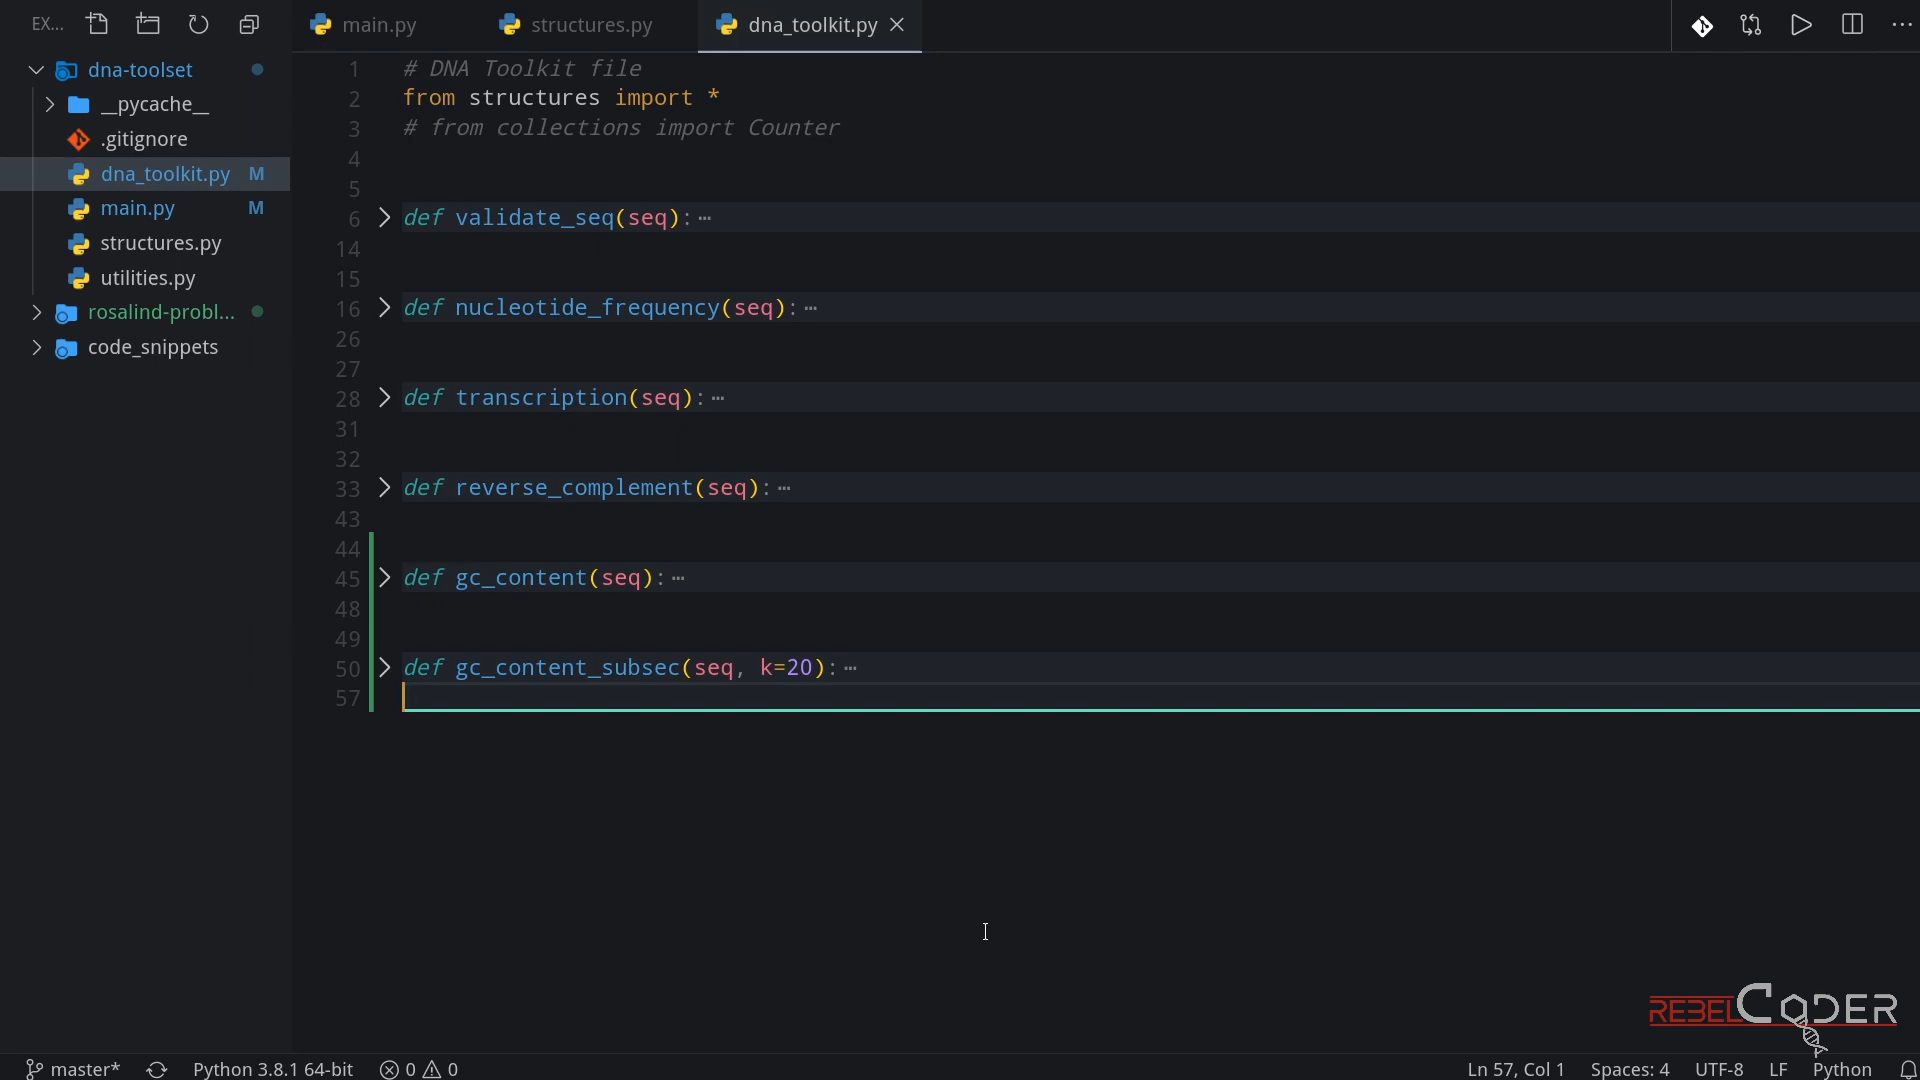 EX...
main.py
structures.py
dna_toolkit.py
dna-toolset
__pycache__
.gitignore
dna_toolkit.py M
main.py M
structures.py
utilities.py
rosalind-probl...
code_snippets
1 # DNA Toolkit file
2 from structures import *
3 # from collections import Counter
4
5
6 def validate_seq(seq):⋯
14
15
16 def nucleotide_frequency(seq):⋯
26
27
28 def transcription(seq):⋯
31
32
33 def reverse_complement(seq):⋯
43
44
45 def gc_content(seq):⋯
48
49
50 def gc_content_subsec(seq, k=20):⋯
57
REBELCODER
master* Python 3.8.1 64-bit 0 0 Ln 57, Col 1 Spaces: 4 UTF-8 LF Python